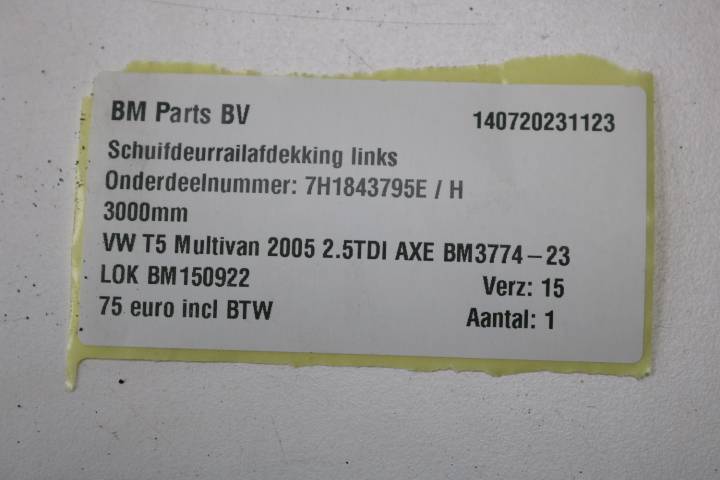 BM Parts BV 140720231123
Schuifdeurrailafdekking links
Onderdeelnummer: 7H1843795E / H
3000mm
VW T5 Multivan 2005 2.5TDI AXE BM3774-23
LOK BM150922 Verz: 15
75 euro incl BTW Aantal: 1